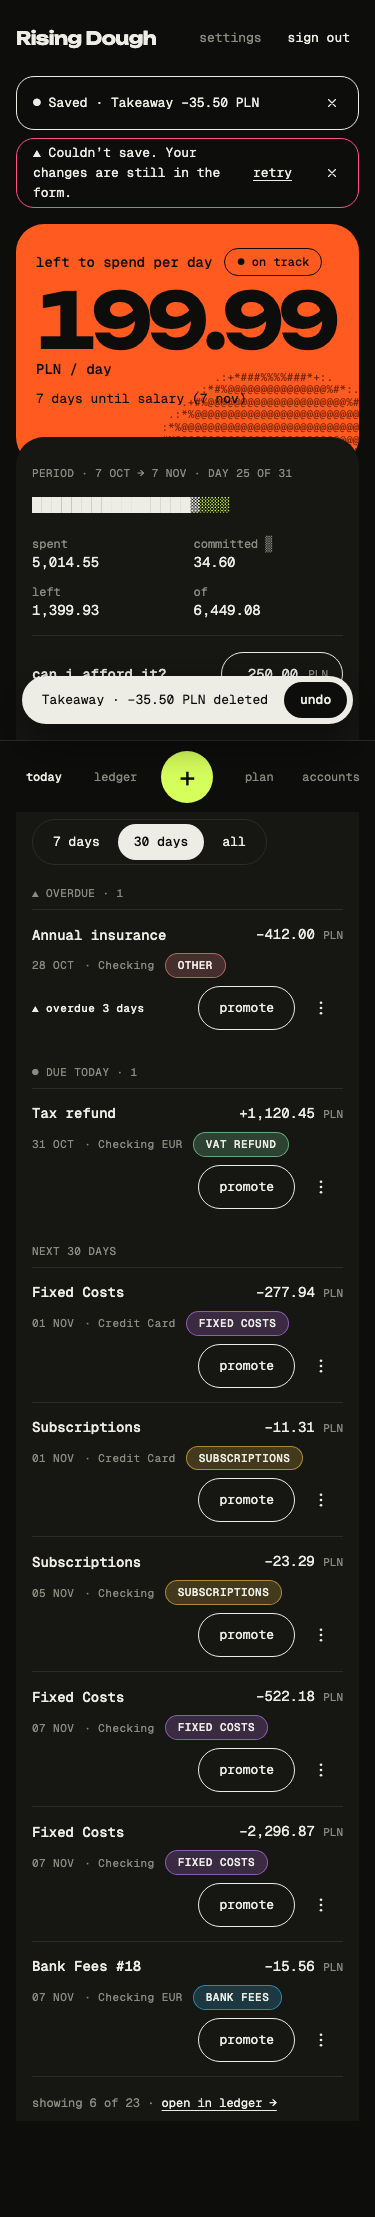 Rising Dough
settings
sign out
● Saved · Takeaway −35.50 PLN ×
▲ Couldn't save. Your
changes are still in the
form.
retry ×
left to spend per day
● on track
199.99
PLN / day
7 days until salary (7 nov)
PERIOD · 7 OCT → 7 NOV · DAY 25 OF 31
spent
committed ▒
5,014.55
34.60
left
of
1,399.93
6,449.08
can i afford it?
250.00 PLN
Takeaway · −35.50 PLN deleted
undo
today
ledger
+
plan
accounts
7 days
30 days
all
▲ OVERDUE · 1
Annual insurance
−412.00 PLN
28 OCT · Checking
OTHER
▲ overdue 3 days
promote ⋮
● DUE TODAY · 1
Tax refund
+1,120.45 PLN
31 OCT · Checking EUR
VAT REFUND
promote ⋮
NEXT 30 DAYS
Fixed Costs
−277.94 PLN
01 NOV · Credit Card
FIXED COSTS
promote ⋮
Subscriptions
−11.31 PLN
01 NOV · Credit Card
SUBSCRIPTIONS
promote ⋮
Subscriptions
−23.29 PLN
05 NOV · Checking
SUBSCRIPTIONS
promote ⋮
Fixed Costs
−522.18 PLN
07 NOV · Checking
FIXED COSTS
promote ⋮
Fixed Costs
−2,296.87 PLN
07 NOV · Checking
FIXED COSTS
promote ⋮
Bank Fees #18
−15.56 PLN
07 NOV · Checking EUR
BANK FEES
promote ⋮
showing 6 of 23 · open in ledger →